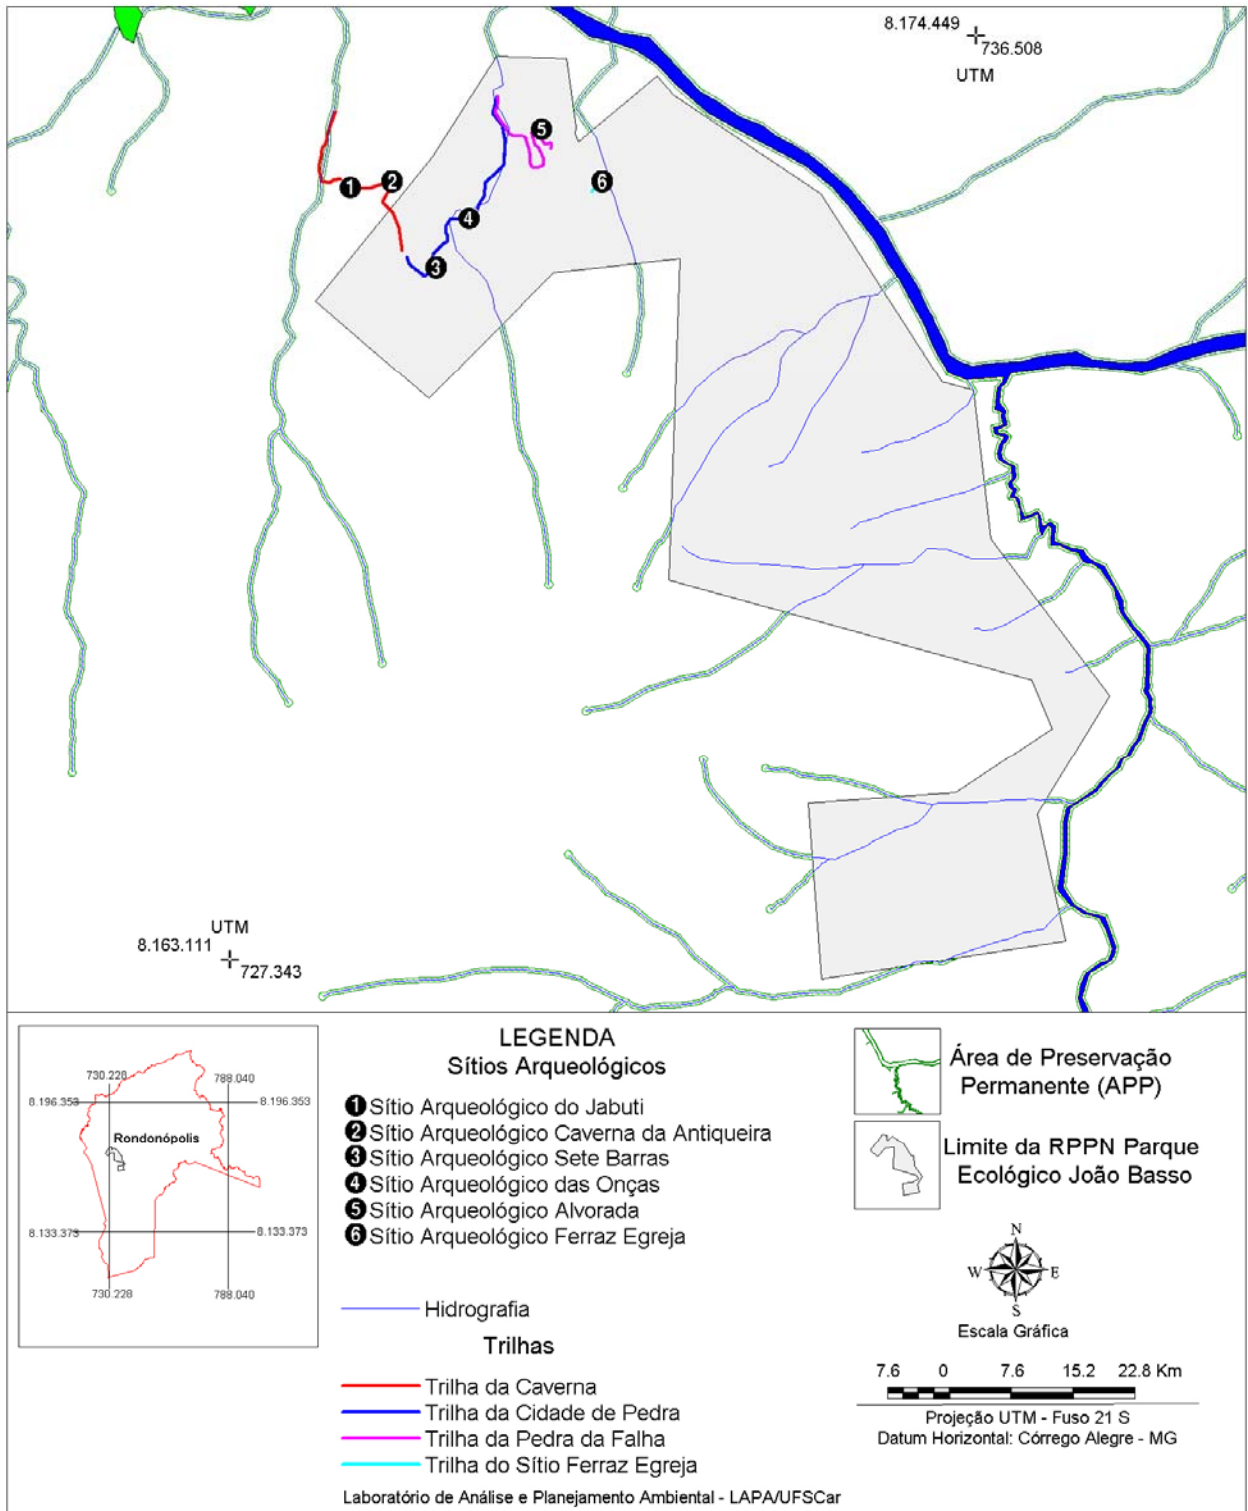 8.174.449
736.508
UTM
5
1
2
6
4
3
UTM
8.163.111
727.343
730.228
788.040
8.196.353
8.196.353
Rondonópolis
8.133.373
8.133.373
730.228
788.040
LEGENDA
Sítios Arqueológicos
1 Sítio Arqueológico do Jabuti
2 Sítio Arqueológico Caverna da Antiqueira
3 Sítio Arqueológico Sete Barras
4 Sítio Arqueológico das Onças
5 Sítio Arqueológico Alvorada
6 Sítio Arqueológico Ferraz Egreja
Hidrografia
Trilhas
Trilha da Caverna
Trilha da Cidade de Pedra
Trilha da Pedra da Falha
Trilha do Sítio Ferraz Egreja
Laboratório de Análise e Planejamento Ambiental - LAPA/UFSCar
Área de Preservação
Permanente (APP)
Limite da RPPN Parque
Ecológico João Basso
N
W E
S
Escala Gráfica
7.6 0 7.6 15.2 22.8 Km
Projeção UTM - Fuso 21 S
Datum Horizontal: Córrego Alegre - MG